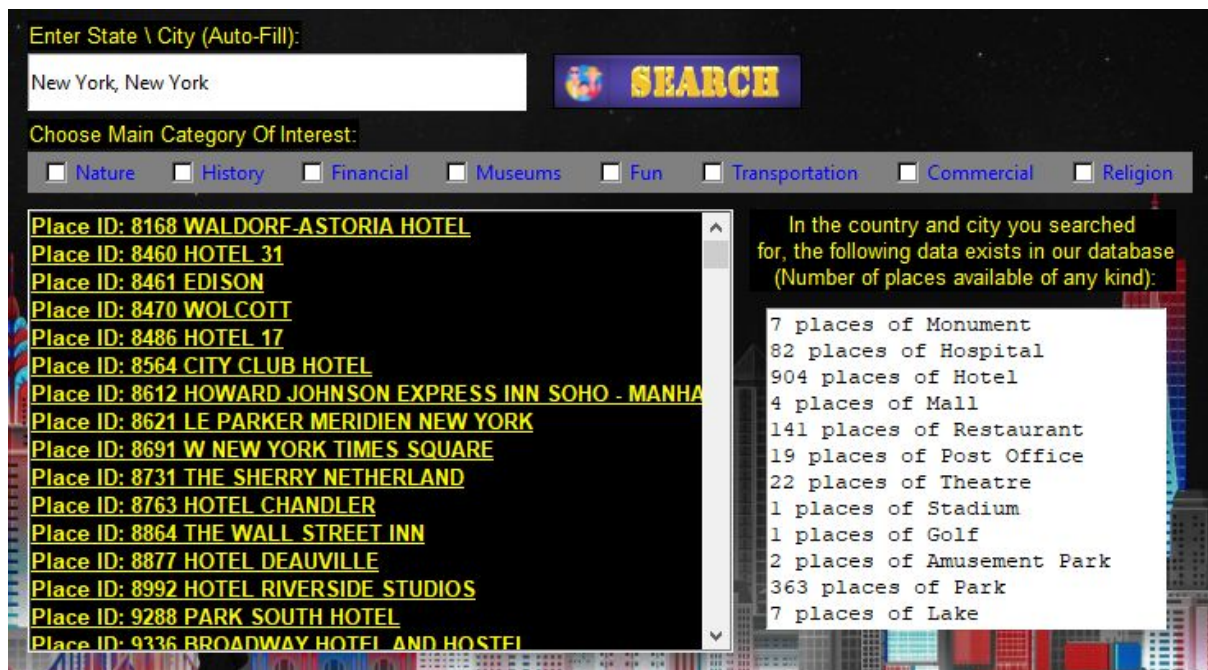 Enter State \ City (Auto-Fill):
New York, New York
SEARCH
Choose Main Category Of Interest:
Nature History Financial Museums Fun Transportation Commercial Religion
Place ID: 8168 WALDORF-ASTORIA HOTEL
Place ID: 8460 HOTEL 31
Place ID: 8461 EDISON
Place ID: 8470 WOLCOTT
Place ID: 8486 HOTEL 17
Place ID: 8564 CITY CLUB HOTEL
Place ID: 8612 HOWARD JOHNSON EXPRESS INN SOHO - MANHA
Place ID: 8621 LE PARKER MERIDIEN NEW YORK
Place ID: 8691 W NEW YORK TIMES SQUARE
Place ID: 8731 THE SHERRY NETHERLAND
Place ID: 8763 HOTEL CHANDLER
Place ID: 8864 THE WALL STREET INN
Place ID: 8877 HOTEL DEAUVILLE
Place ID: 8992 HOTEL RIVERSIDE STUDIOS
Place ID: 9288 PARK SOUTH HOTEL
Place ID: 9336 BROADWAY HOTEL AND HOSTEL
In the country and city you searched
for, the following data exists in our database
(Number of places available of any kind):
7 places of Monument
82 places of Hospital
904 places of Hotel
4 places of Mall
141 places of Restaurant
19 places of Post Office
22 places of Theatre
1 places of Stadium
1 places of Golf
2 places of Amusement Park
363 places of Park
7 places of Lake